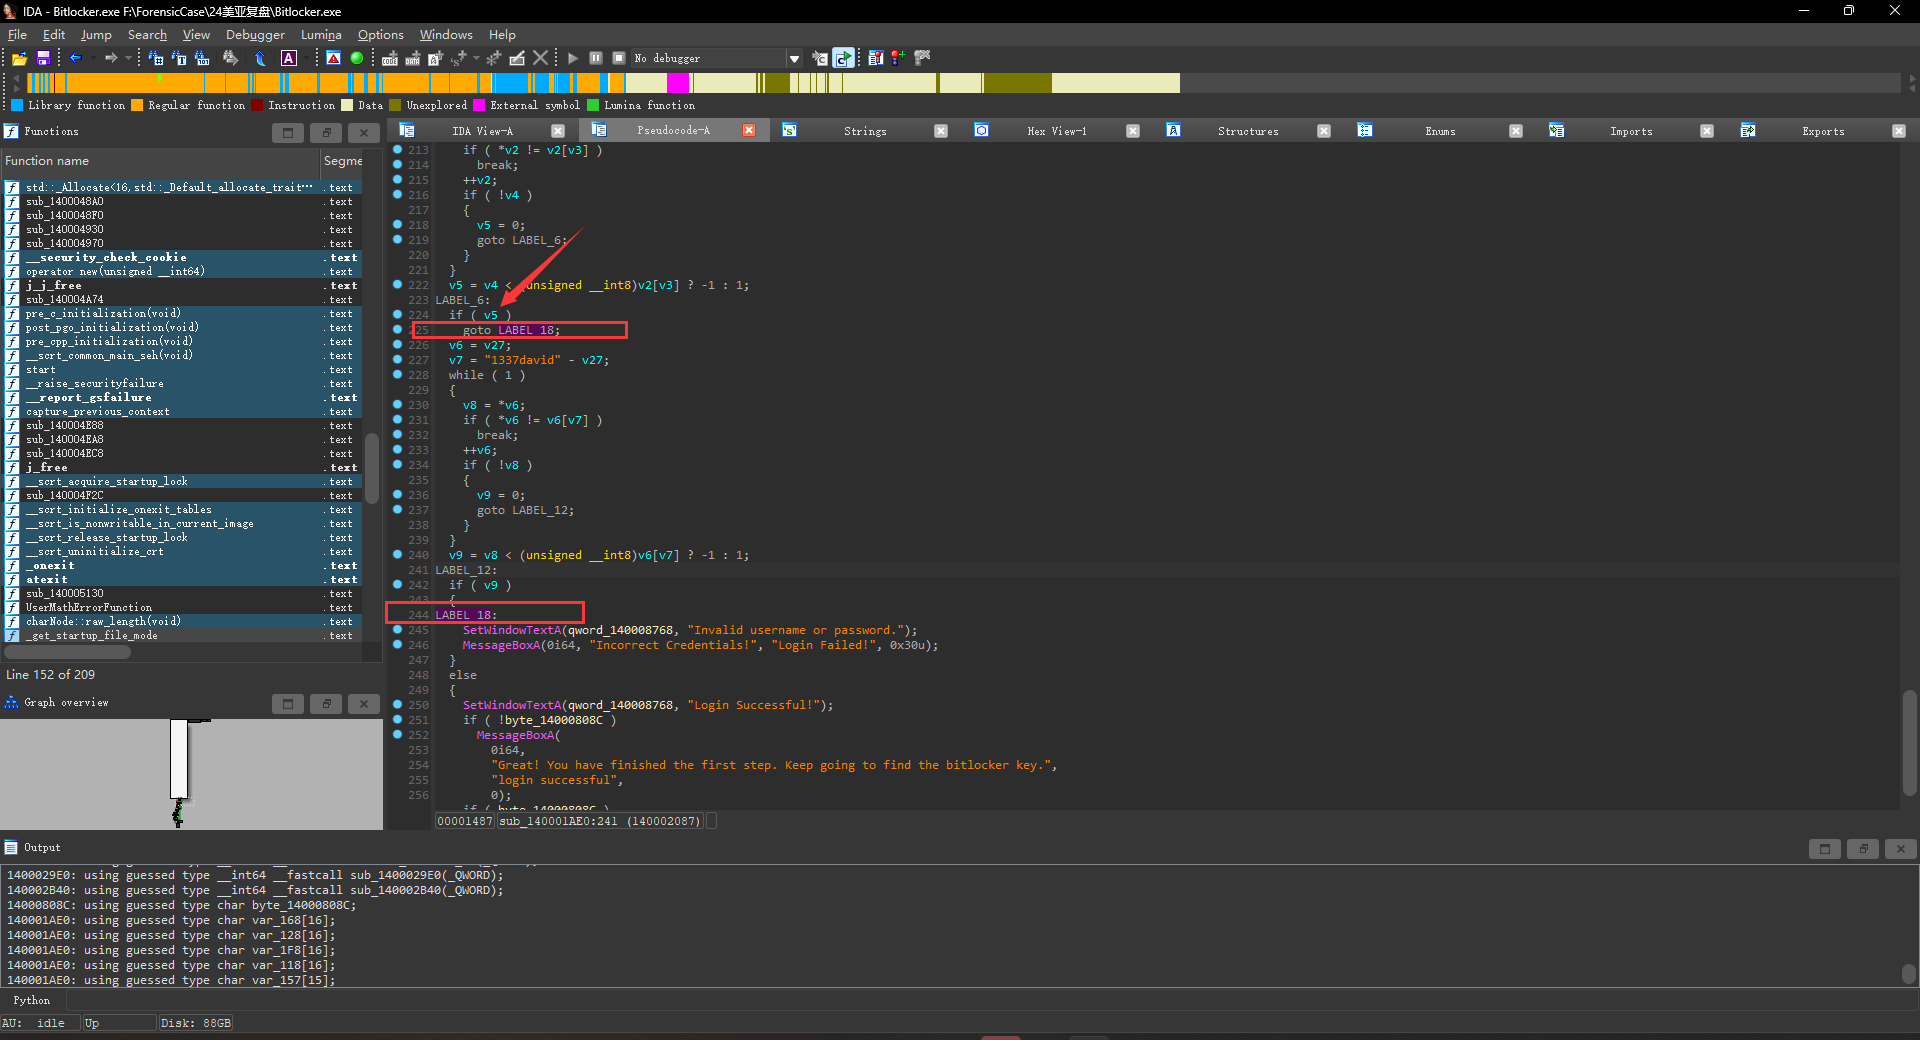 IDA - Bitlocker.exe F:\ForensicCase\24美亚复盘\Bitlocker.exe
File Edit Jump Search View Debugger Lumina Options Windows Help
No debugger
Library function Regular function Instruction Data Unexplored External symbol Lumina function
Functions
IDA View-A Pseudocode-A Strings Hex View-1 Structures Enums Imports Exports
Function name Segme
std::_Allocate<16,std::_Default_allocate_trait… .text
sub_1400048A0 .text
sub_1400048F0 .text
sub_140004930 .text
sub_140004970 .text
__security_check_cookie .text
operator new(unsigned __int64) .text
j_j_free .text
sub_140004A74 .text
pre_c_initialization(void) .text
post_pgo_initialization(void) .text
pre_cpp_initialization(void) .text
__scrt_common_main_seh(void) .text
start .text
__raise_securityfailure .text
__report_gsfailure .text
capture_previous_context .text
sub_140004E88 .text
sub_140004EA8 .text
sub_140004EC8 .text
j_free .text
__scrt_acquire_startup_lock .text
sub_140004F2C .text
__scrt_initialize_onexit_tables .text
__scrt_is_nonwritable_in_current_image .text
__scrt_release_startup_lock .text
__scrt_uninitialize_crt .text
_onexit .text
atexit .text
sub_140005130 .text
UserMathErrorFunction .text
charNode::raw_length(void) .text
_get_startup_file_mode .text
Line 152 of 209
Graph overview
213 if ( *v2 != v2[v3] )
214 break;
215 ++v2;
216 if ( !v4 )
217 {
218 v5 = 0;
219 goto LABEL_6;
220 }
221 }
222 v5 = v4 < (unsigned __int8)v2[v3] ? -1 : 1;
223 LABEL_6:
224 if ( v5 )
225 goto LABEL_18;
226 v6 = v27;
227 v7 = "1337david" - v27;
228 while ( 1 )
229 {
230 v8 = *v6;
231 if ( *v6 != v6[v7] )
232 break;
233 ++v6;
234 if ( !v8 )
235 {
236 v9 = 0;
237 goto LABEL_12;
238 }
239 }
240 v9 = v8 < (unsigned __int8)v6[v7] ? -1 : 1;
241 LABEL_12:
242 if ( v9 )
243 {
244 LABEL_18:
245 SetWindowTextA(qword_140008768, "Invalid username or password.");
246 MessageBoxA(0i64, "Incorrect Credentials!", "Login Failed!", 0x30u);
247 }
248 else
249 {
250 SetWindowTextA(qword_140008768, "Login Successful!");
251 if ( !byte_14000808C )
252 MessageBoxA(
253 0i64,
254 "Great! You have finished the first step. Keep going to find the bitlocker key.",
255 "login successful",
256 0);
if ( byte_14000808C )
00001487 sub_140001AE0:241 (140002087)
Output
1400029E0: using guessed type __int64 __fastcall sub_1400029E0(_QWORD);
140002B40: using guessed type __int64 __fastcall sub_140002B40(_QWORD);
14000808C: using guessed type char byte_14000808C;
140001AE0: using guessed type char var_168[16];
140001AE0: using guessed type char var_128[16];
140001AE0: using guessed type char var_1F8[16];
140001AE0: using guessed type char var_118[16];
140001AE0: using guessed type char var_157[15];
Python
AU: idle Up Disk: 88GB